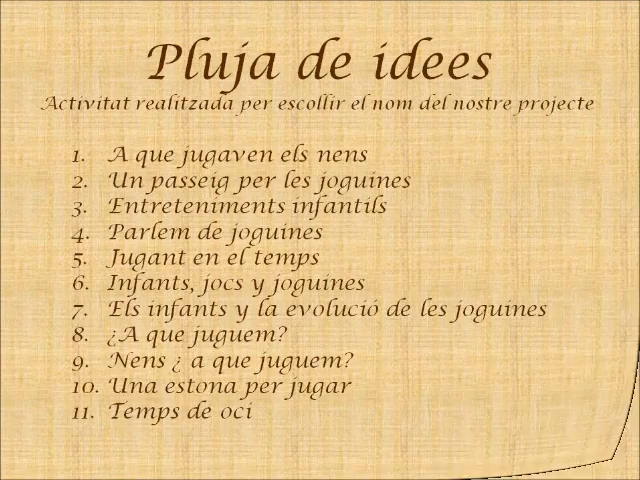 Pluja de idees
Activitat realitzada per escollir el nom del nostre projecte
1. A que jugaven els nens
2. Un passeig per les joguines
3. Entreteniments infantils
4. Parlem de joguines
5. Jugant en el temps
6. Infants, jocs y joguines
7. Els infants y la evolució de les joguines
8. ¿A que juguem?
9. Nens ¿ a que juguem?
10. Una estona per jugar
11. Temps de oci